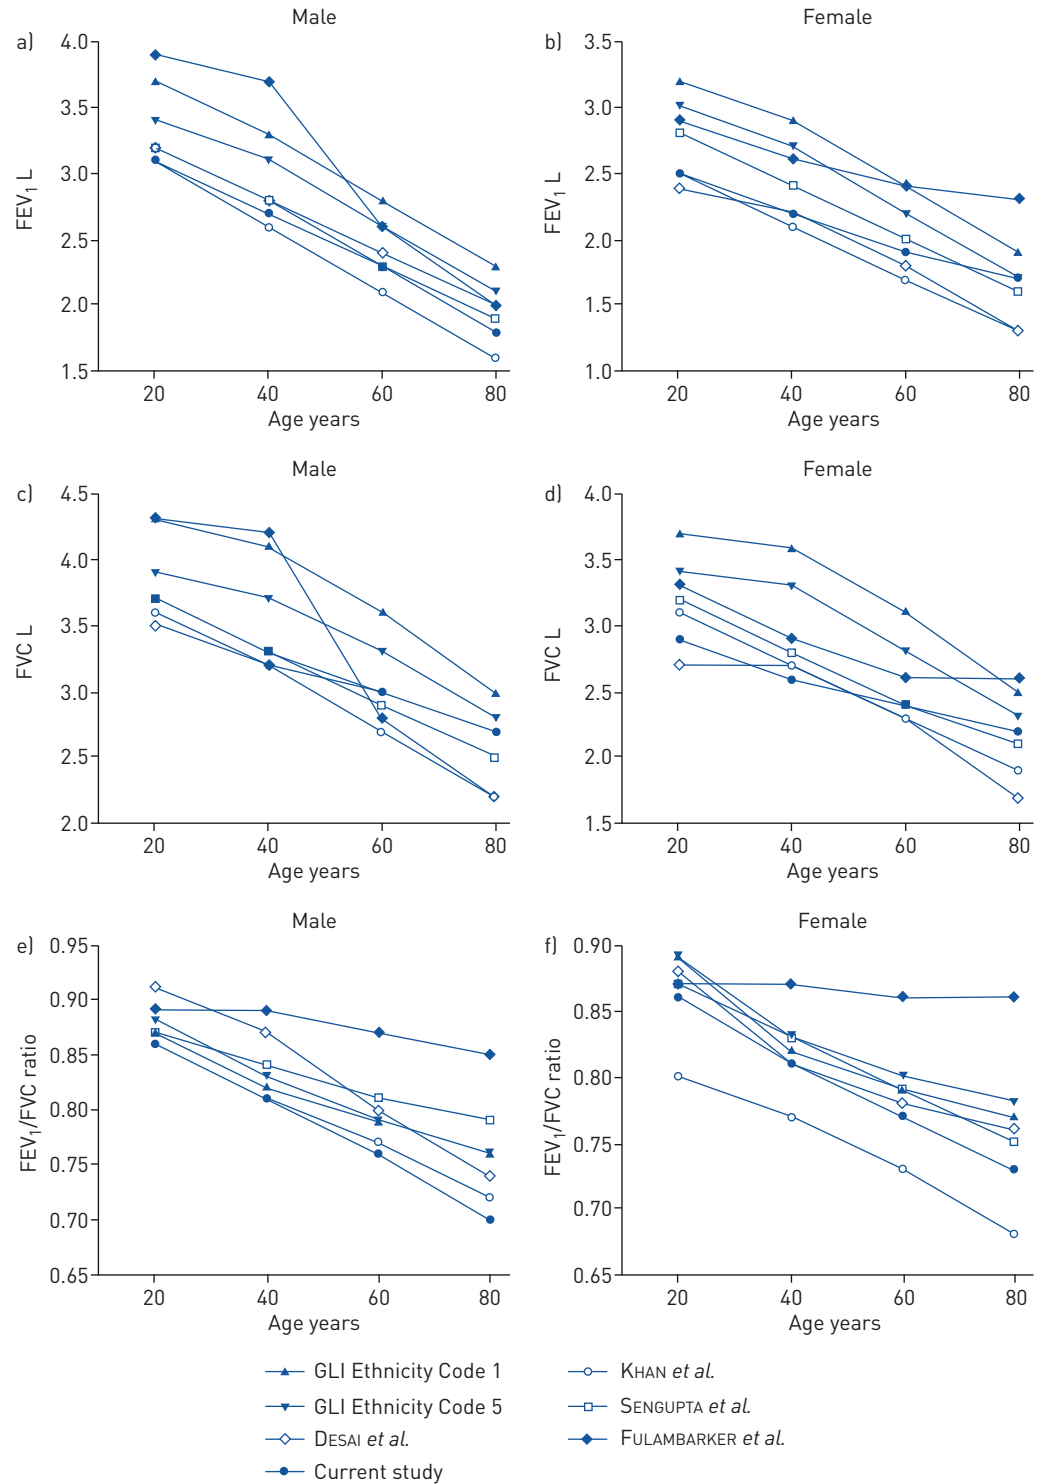 Male
Female
a)
4.0
3.5
3.0
2.5
2.0
1.5
FEV1 L
20 40 60 80
Age years
b)
3.5
3.0
2.5
2.0
1.5
1.0
FEV1 L
20 40 60 80
Age years
Male
Female
c)
4.5
4.0
3.5
3.0
2.5
2.0
FVC L
20 40 60 80
Age years
d)
4.0
3.5
3.0
2.5
2.0
1.5
FVC L
20 40 60 80
Age years
Male
Female
e)
0.95
0.90
0.85
0.80
0.75
0.70
0.65
FEV1/FVC ratio
20 40 60 80
Age years
f)
0.90
0.85
0.80
0.75
0.70
0.65
FEV1/FVC ratio
20 40 60 80
Age years
GLI Ethnicity Code 1
GLI Ethnicity Code 5
DESAI et al.
Current study
KHAN et al.
SENGUPTA et al.
FULAMBARKER et al.